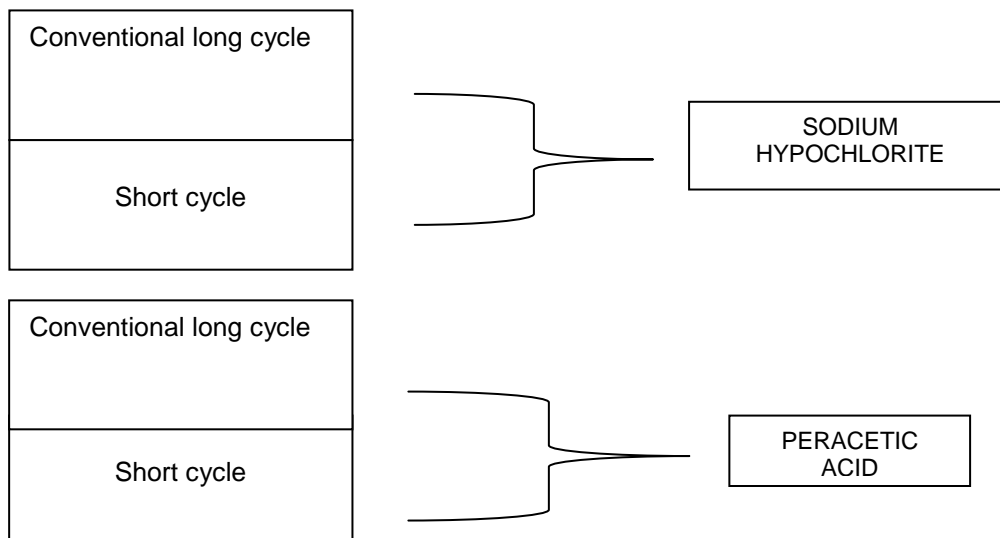 Conventional long cycle
Short cycle
SODIUM
HYPOCHLORITE
Conventional long cycle
Short cycle
PERACETIC
ACID